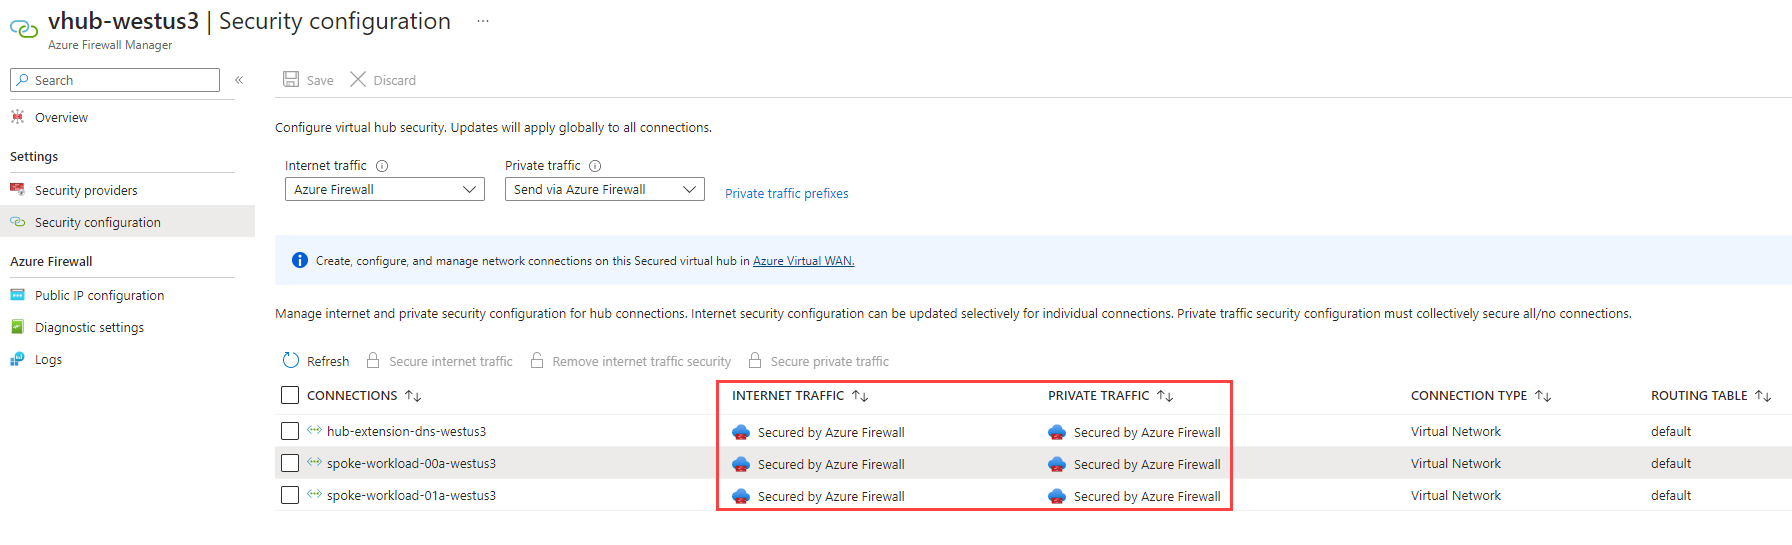 vhub-westus3 | Security configuration ...
Azure Firewall Manager
Search «
Overview
Settings
Security providers
Security configuration
Azure Firewall
Public IP configuration
Diagnostic settings
Logs
Save Discard
Configure virtual hub security. Updates will apply globally to all connections.
Internet traffic Private traffic
Azure Firewall Send via Azure Firewall Private traffic prefixes
Create, configure, and manage network connections on this Secured virtual hub in Azure Virtual WAN.
Manage internet and private security configuration for hub connections. Internet security configuration can be updated selectively for individual connections. Private traffic security configuration must collectively secure all/no connections.
Refresh Secure internet traffic Remove internet traffic security Secure private traffic
CONNECTIONS ↑↓ INTERNET TRAFFIC ↑↓ PRIVATE TRAFFIC ↑↓ CONNECTION TYPE ↑↓ ROUTING TABLE ↑↓
hub-extension-dns-westus3 Secured by Azure Firewall Secured by Azure Firewall Virtual Network default
spoke-workload-00a-westus3 Secured by Azure Firewall Secured by Azure Firewall Virtual Network default
spoke-workload-01a-westus3 Secured by Azure Firewall Secured by Azure Firewall Virtual Network default